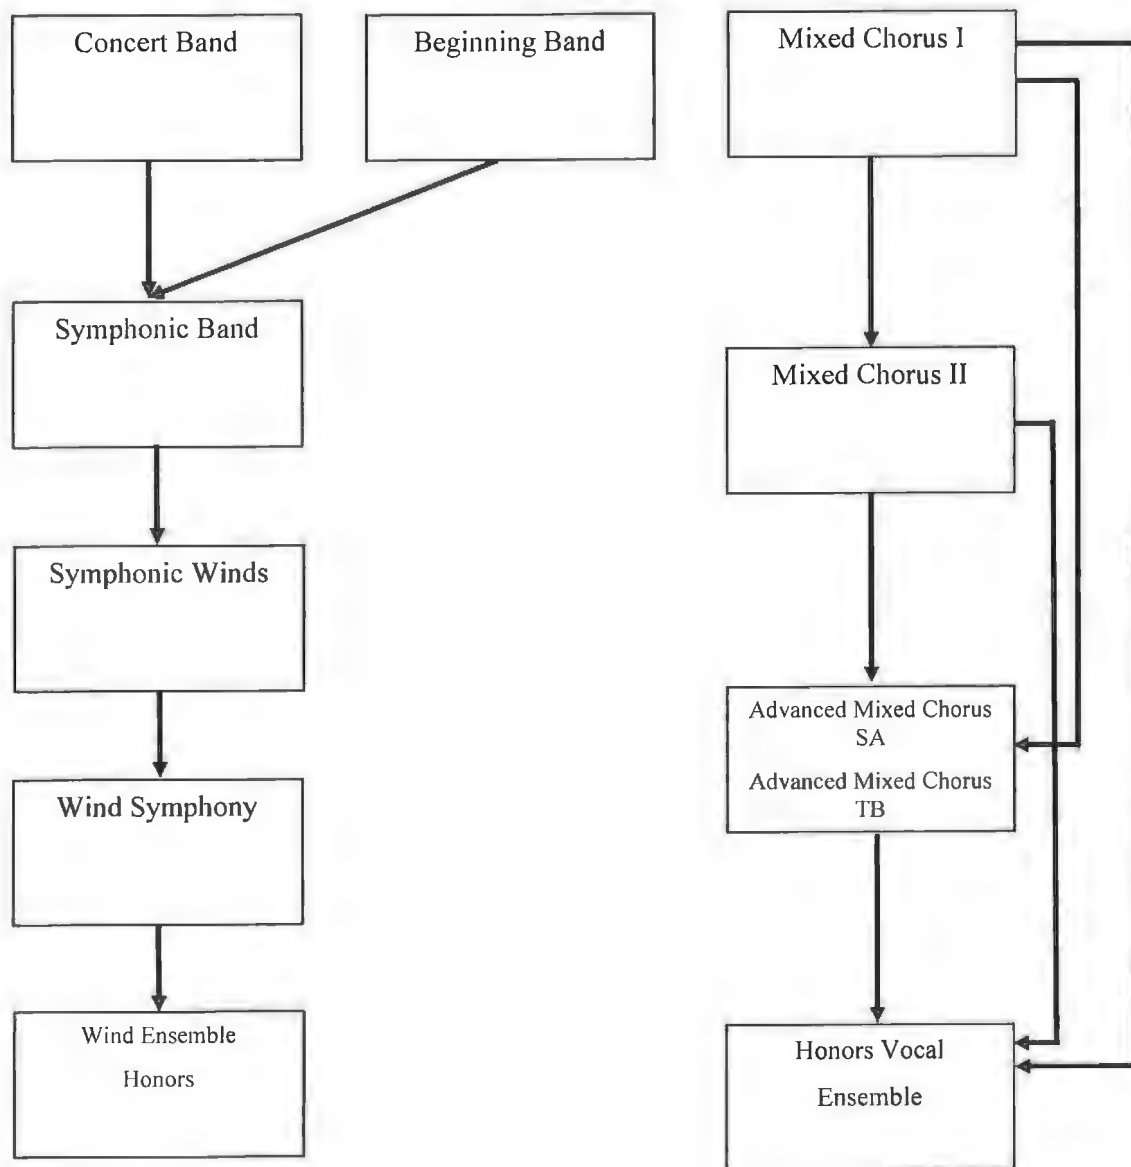 Concert Band
Beginning Band
Mixed Chorus I
Symphonic Band
Mixed Chorus II
Symphonic Winds
Advanced Mixed Chorus
SA
Advanced Mixed Chorus
TB
Wind Symphony
Wind Ensemble
Honors
Honors Vocal
Ensemble